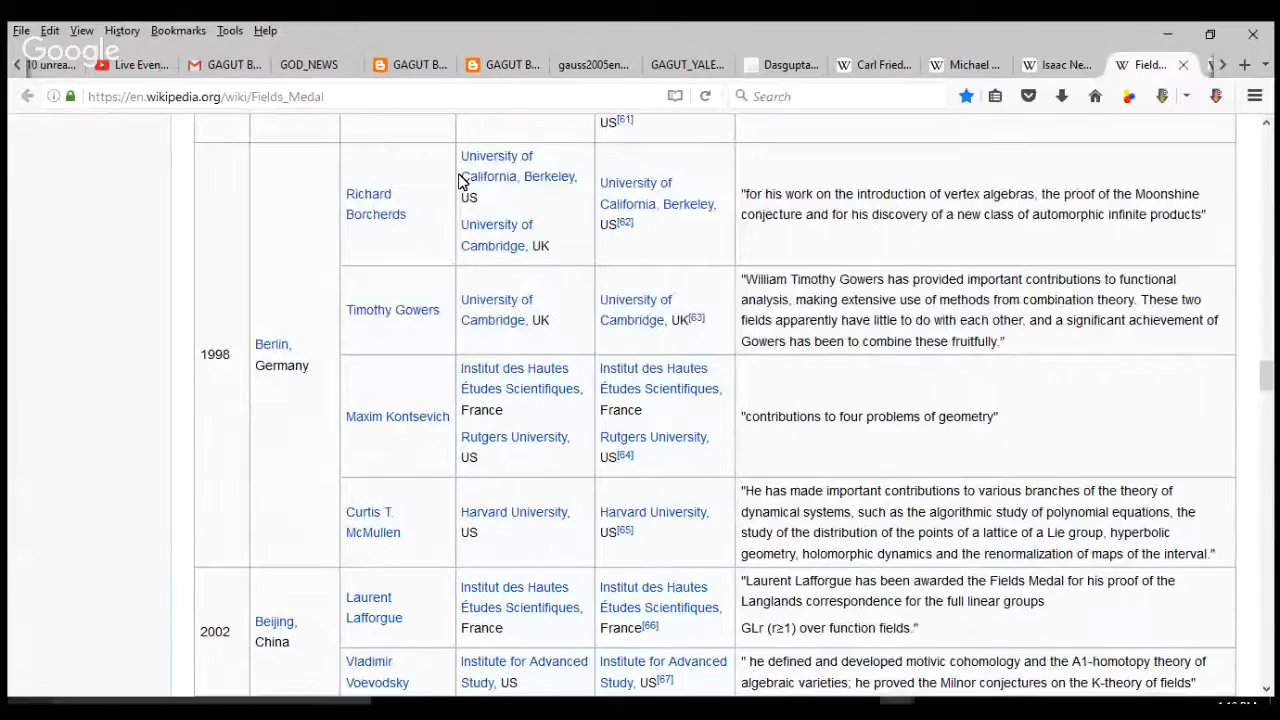 File Edit View History Bookmarks Tools Help
Google
10 unrea... Live Even... GAGUT B... GOD_NEWS GAGUT B... GAGUT B... gauss2005en... GAGUT_YALE... Dasgupta... Carl Fried... Michael ... Isaac Ne... Field...
https://en.wikipedia.org/wiki/Fields_Medal
Search
US[61]
1998
Berlin,
Germany
Richard
Borcherds
University of
California, Berkeley,
US
University of
Cambridge, UK
University of
California, Berkeley,
US[62]
"for his work on the introduction of vertex algebras, the proof of the Moonshine
conjecture and for his discovery of a new class of automorphic infinite products"
Timothy Gowers
University of
Cambridge, UK
University of
Cambridge, UK[63]
"William Timothy Gowers has provided important contributions to functional
analysis, making extensive use of methods from combination theory. These two
fields apparently have little to do with each other, and a significant achievement of
Gowers has been to combine these fruitfully."
Maxim Kontsevich
Institut des Hautes
Études Scientifiques,
France
Rutgers University,
US
Institut des Hautes
Études Scientifiques,
France
Rutgers University,
US[64]
"contributions to four problems of geometry"
Curtis T.
McMullen
Harvard University,
US
Harvard University,
US[65]
"He has made important contributions to various branches of the theory of
dynamical systems, such as the algorithmic study of polynomial equations, the
study of the distribution of the points of a lattice of a Lie group, hyperbolic
geometry, holomorphic dynamics and the renormalization of maps of the interval."
2002
Beijing,
China
Laurent
Lafforgue
Institut des Hautes
Études Scientifiques,
France
Institut des Hautes
Études Scientifiques,
France[66]
"Laurent Lafforgue has been awarded the Fields Medal for his proof of the
Langlands correspondence for the full linear groups
GLr (r≥1) over function fields."
Vladimir
Voevodsky
Institute for Advanced
Study, US
Institute for Advanced
Study, US[67]
" he defined and developed motivic cohomology and the A1-homotopy theory of
algebraic varieties; he proved the Milnor conjectures on the K-theory of fields"